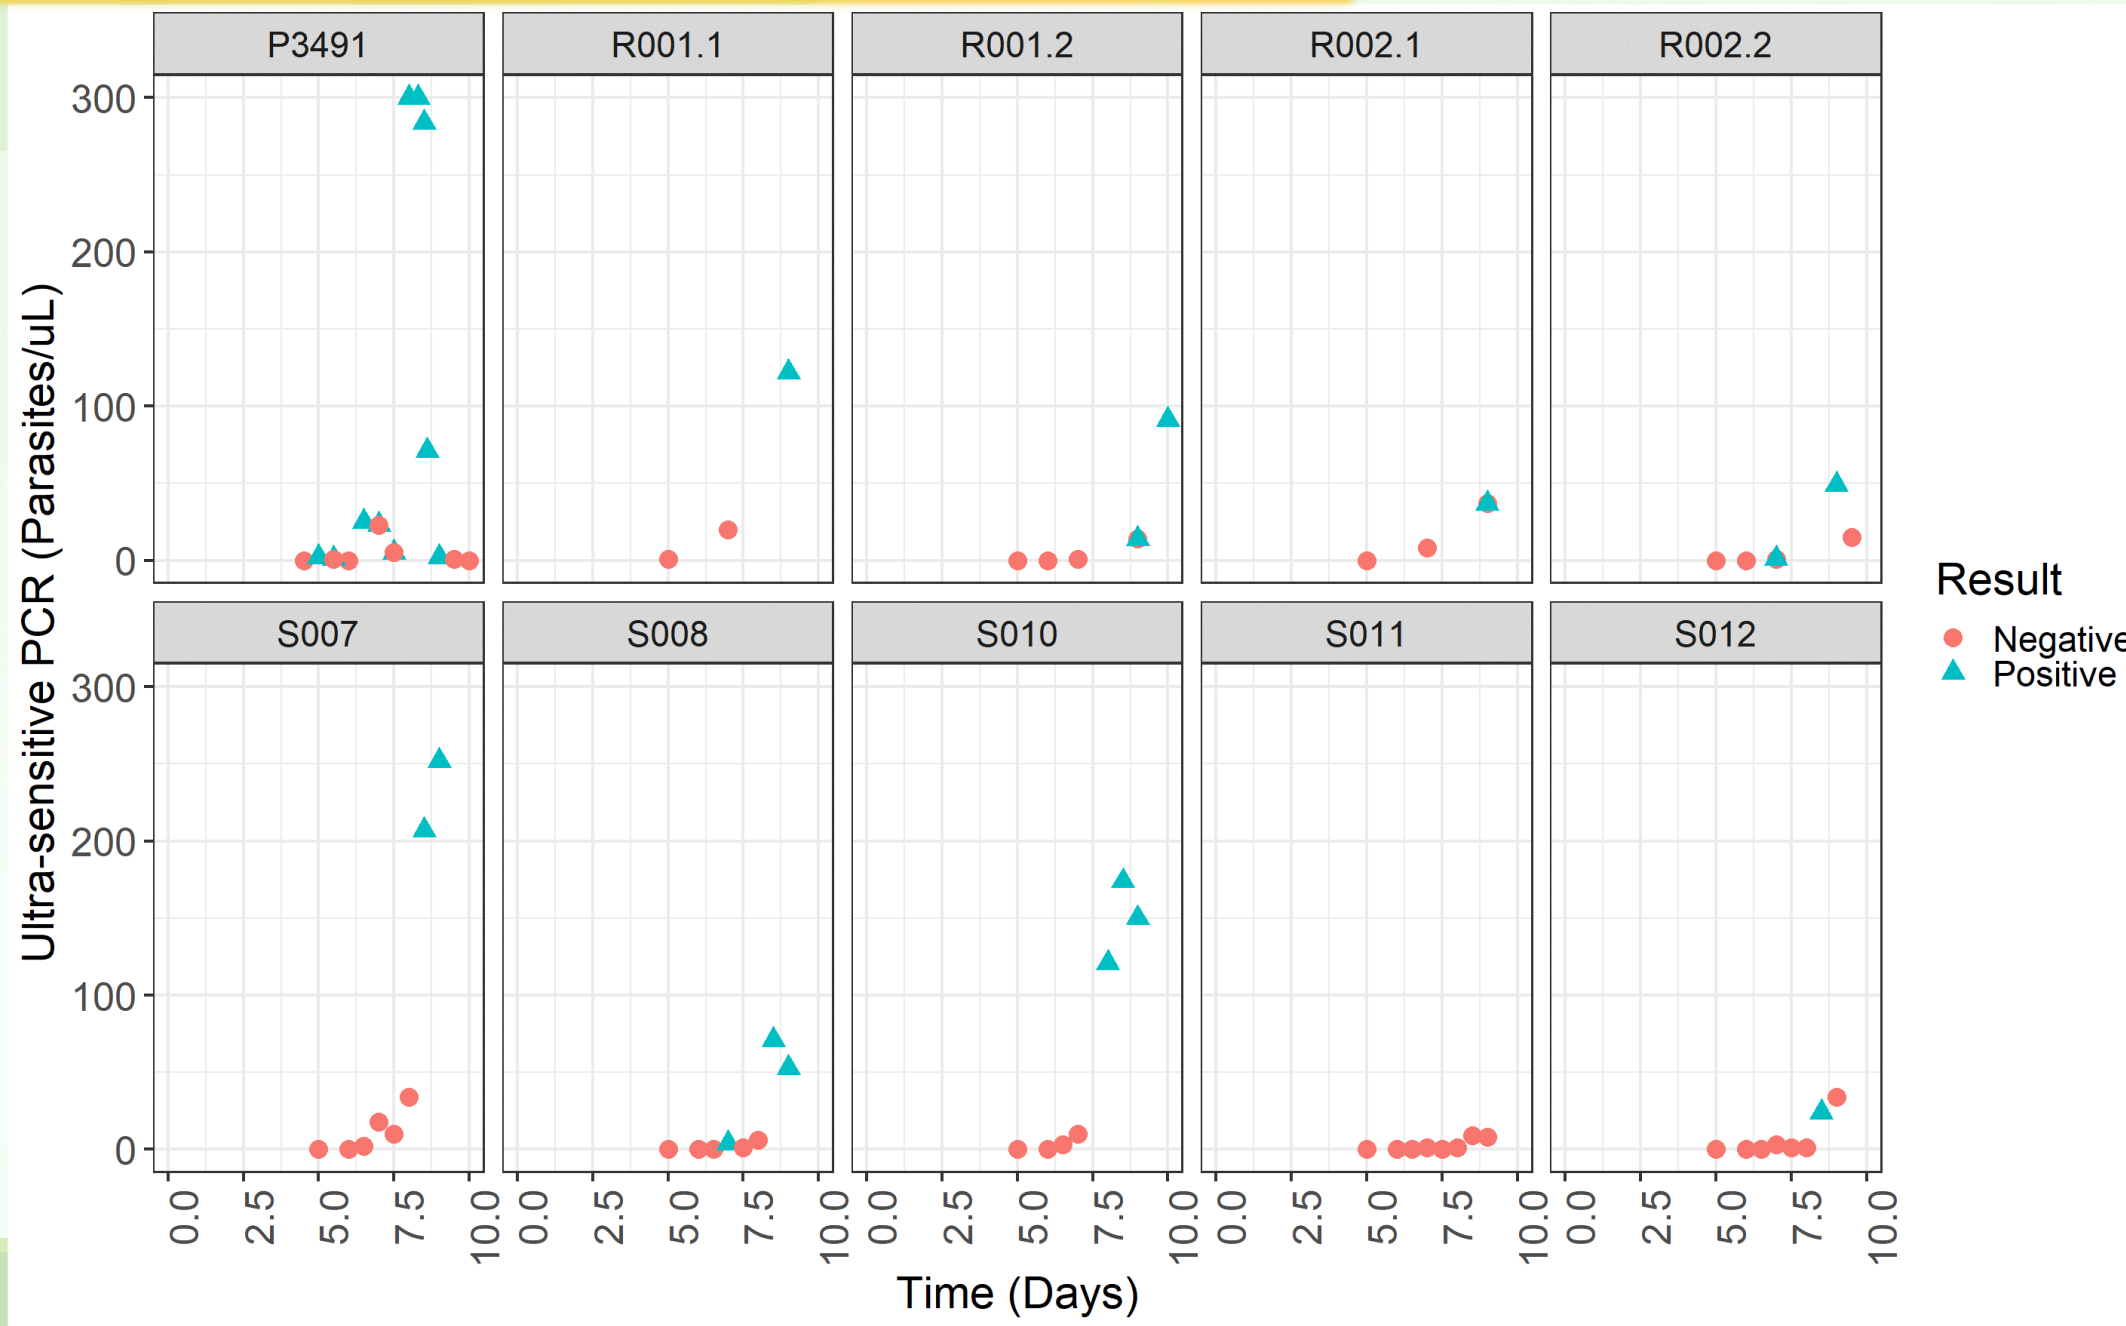 P3491 R001.1 R001.2 R002.1 R002.2
300
200
100
0
S007 S008 S010 S011 S012
300
200
100
0
0.0 2.5 5.0 7.5 10.0 0.0 2.5 5.0 7.5 10.0 0.0 2.5 5.0 7.5 10.0 0.0 2.5 5.0 7.5 10.0 0.0 2.5 5.0 7.5 10.0
Time (Days)
Ultra-sensitive PCR (Parasites/uL)
Result
Negative
Positive